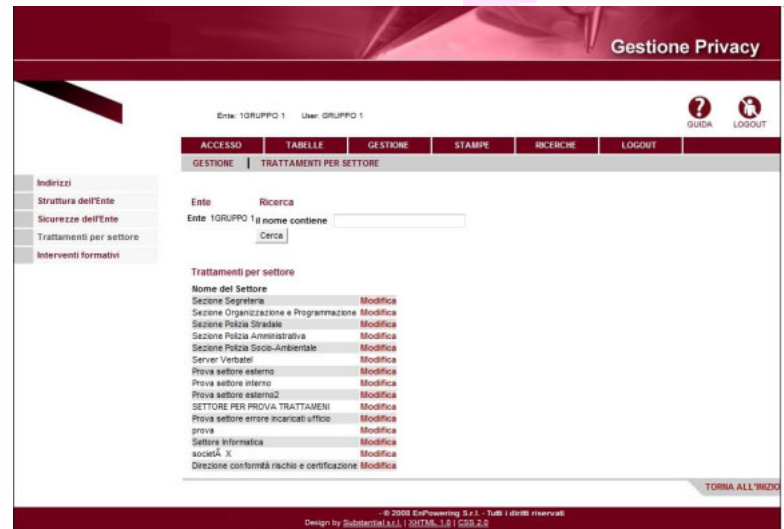 Gestione Privacy
Ente: 1GRUPPO 1 User: GRUPPO 1
GUIDA LOGOUT
ACCESSO TABELLE GESTIONE STAMPE RICERCHE LOGOUT
GESTIONE | TRATTAMENTI PER SETTORE
Indirizzi
Struttura dell'Ente
Sicurezze dell'Ente
Trattamenti per settore
Interventi formativi
Ente Ricerca
Ente 1GRUPPO 1 il nome contiene
Cerca
Trattamenti per settore
Nome del Settore
Sezione Segreteria Modifica
Sezione Organizzazione e Programmazione Modifica
Sezione Polizia Stradale Modifica
Sezione Polizia Amministrativa Modifica
Sezione Polizia Socio-Ambientale Modifica
Server Verbatel Modifica
Prova settore esterno Modifica
Prova settore interno Modifica
Prova settore esterno2 Modifica
SETTORE PER PROVA TRATTAMENI Modifica
Prova settore errore incaricati ufficio Modifica
prova Modifica
Settore Informatica Modifica
societÃ X Modifica
Direzione conformità rischio e certificazione Modifica
TORNA ALL'INIZIO
- © 2008 EnPowering S.r.l. - Tutti i diritti riservati
Design by Substantial s.r.l. | XHTML 1.0 | CSS 2.0